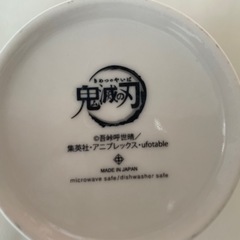 きめつのやいば
鬼滅の刃
©吾峠呼世晴／
集英社・アニプレックス・ufotable
MADE IN JAPAN
microwave safe/dishwasher safe